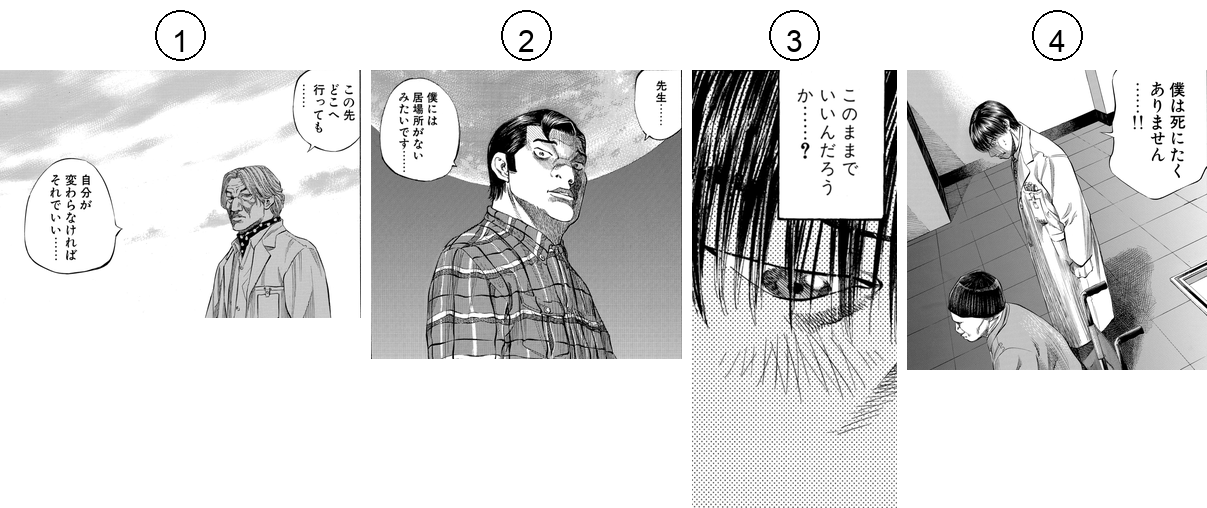 1
この先
どこへ
行っても
……
自分が
変わらなければ
それでいい……
2
先生……
僕には
居場所がない
みたいです……
3
このままで
いいんだろう
か……？
4
僕は死にたく
ありません
……!!